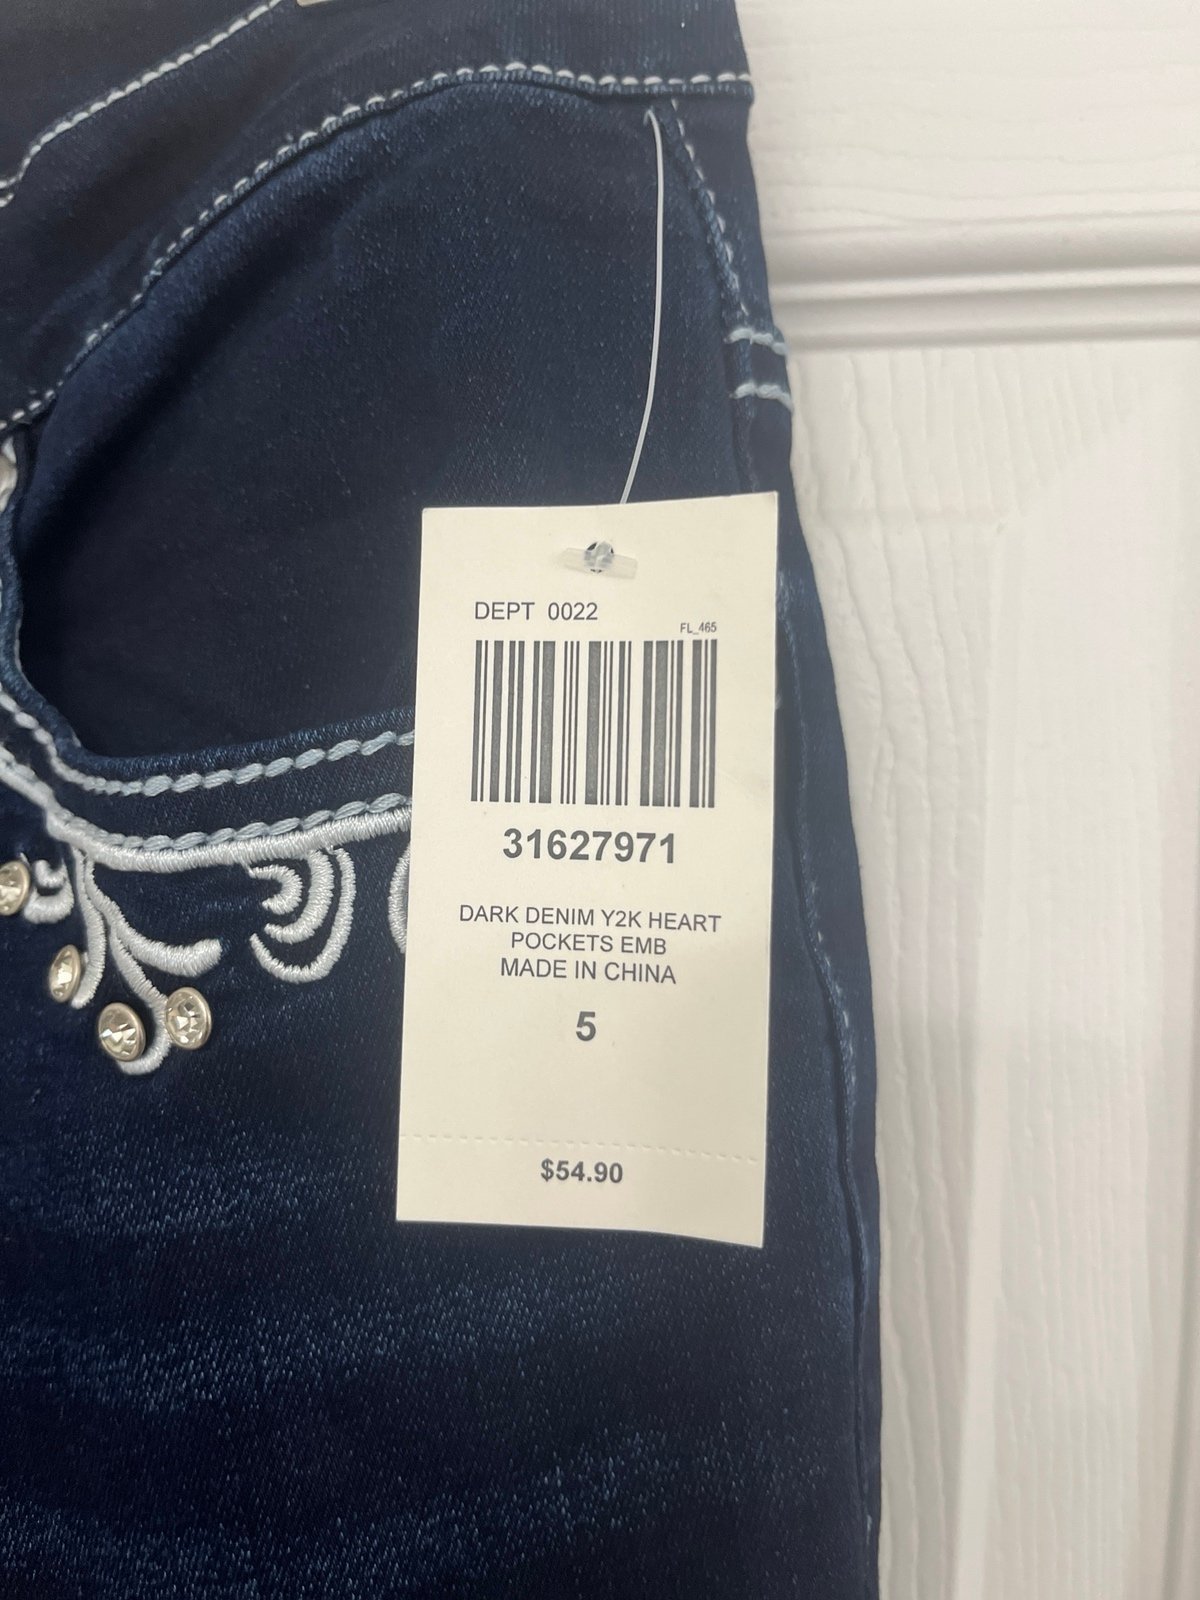 DEPT 0022
FL_465
31627971
DARK DENIM Y2K HEART
POCKETS EMB
MADE IN CHINA
5
$54.90